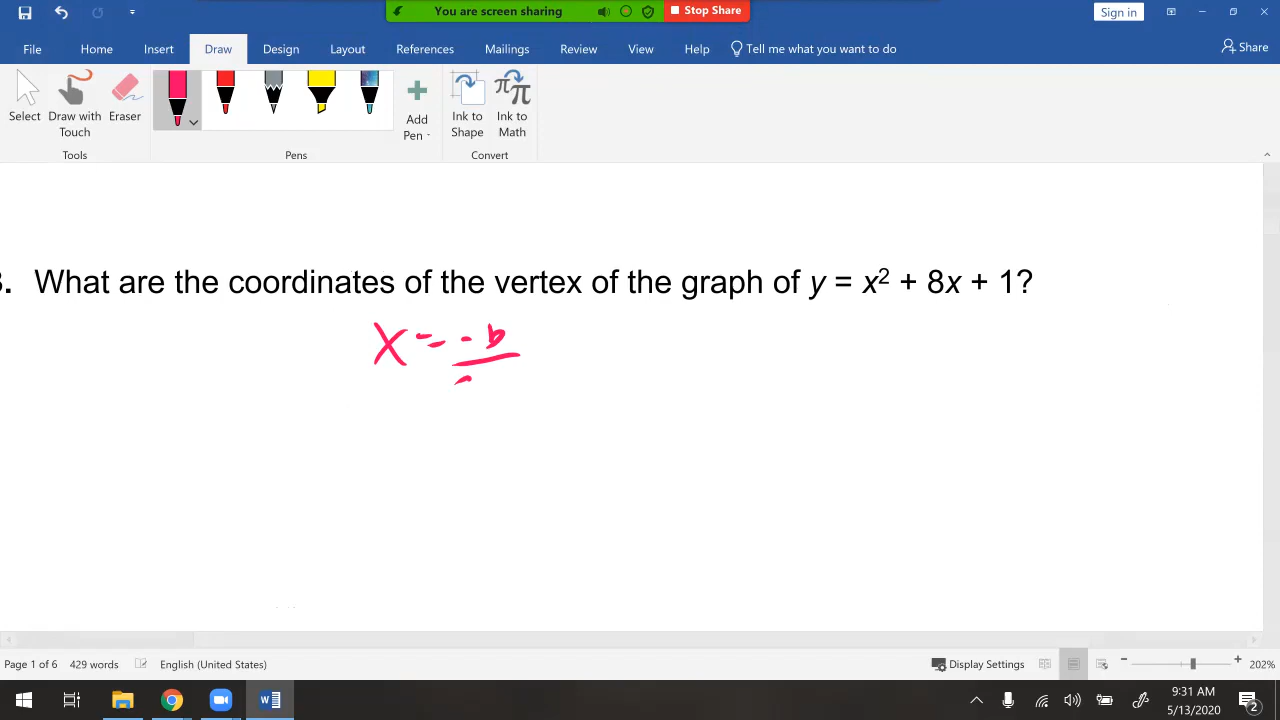 You are screen sharing
Stop Share
Sign in
File Home Insert Draw Design Layout References Mailings Review View Help Tell me what you want to do Share
Select Draw with Touch Eraser Add Pen Ink to Shape Ink to Math
Tools Pens Convert
. What are the coordinates of the vertex of the graph of y = x² + 8x + 1?
X = -b
Page 1 of 6 429 words English (United States) Display Settings 202%
9:31 AM
5/13/2020
2